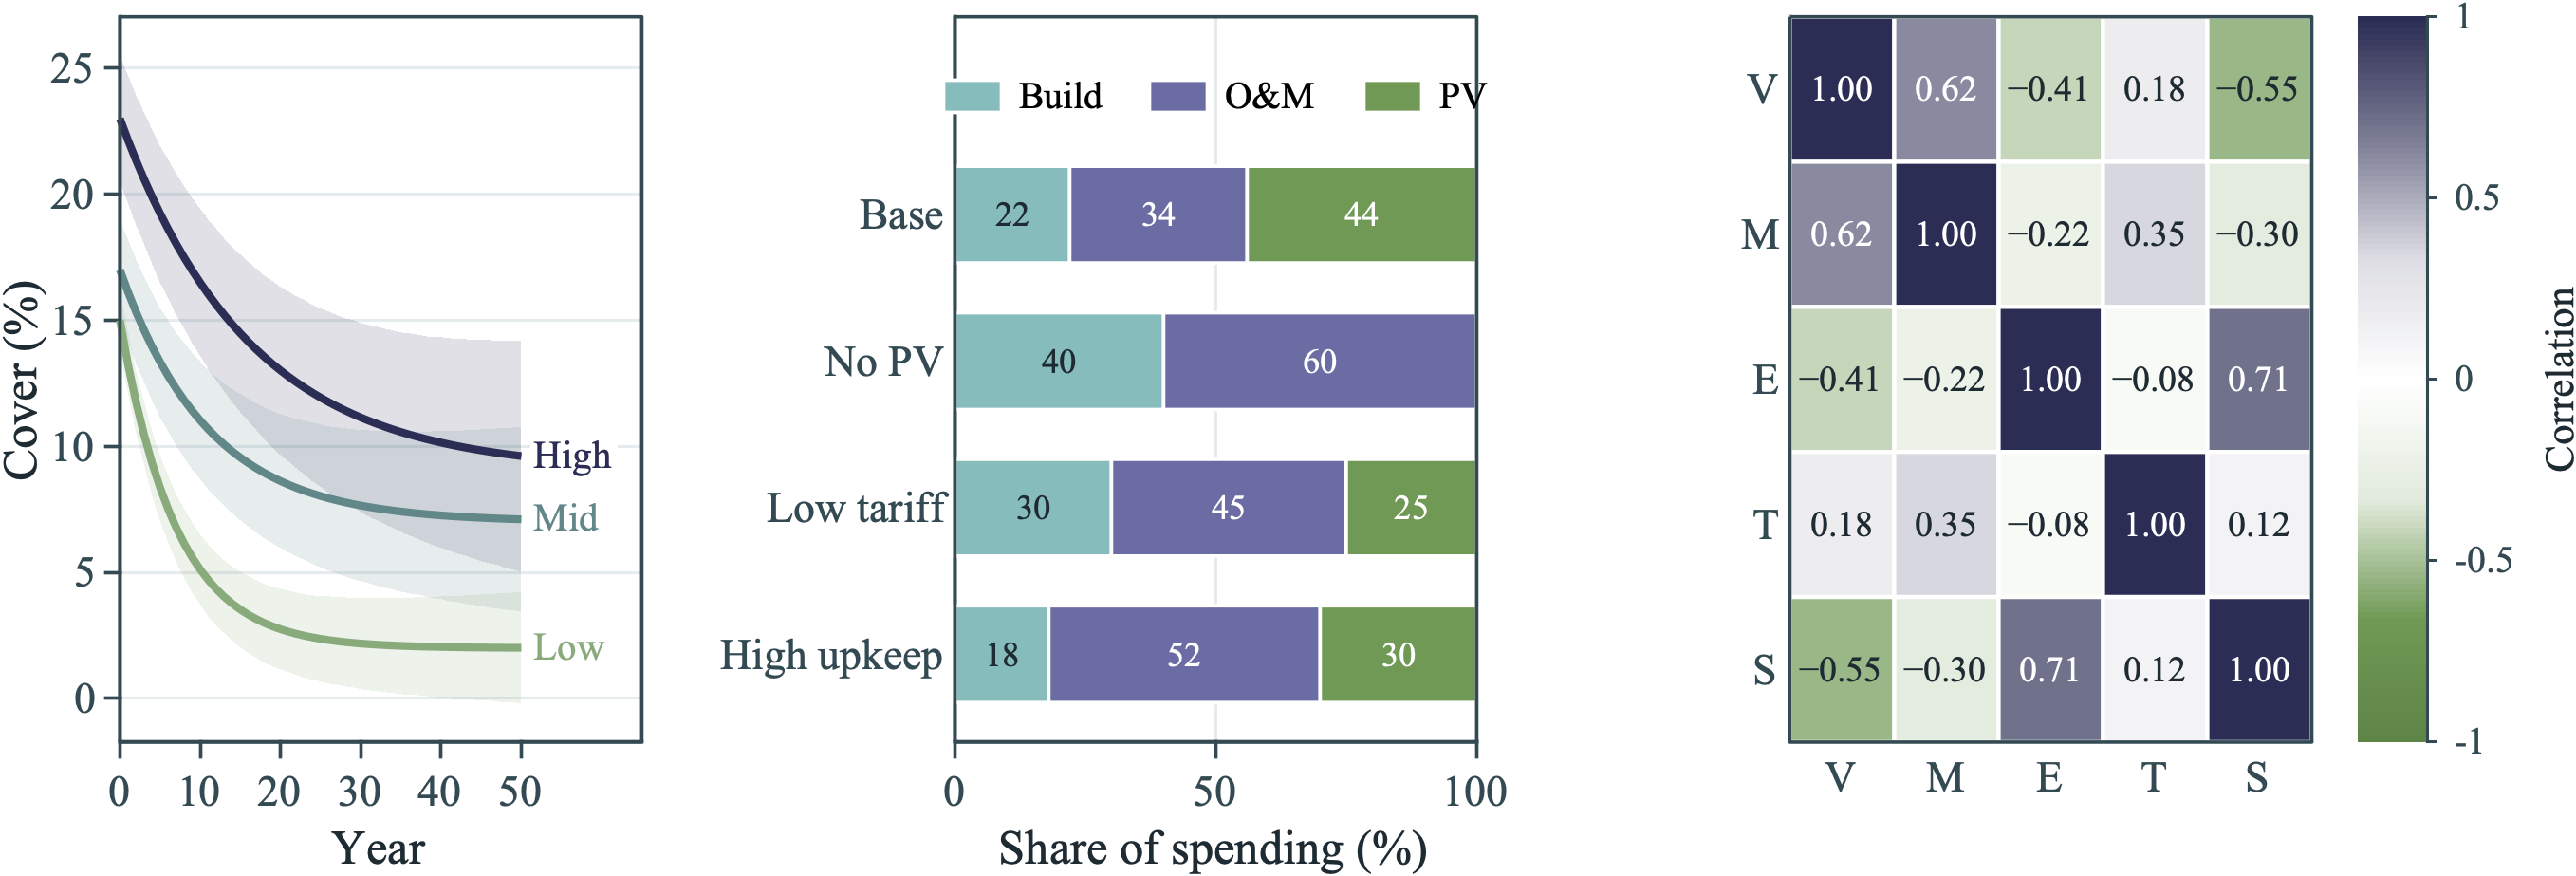 25
20
15
10
5
0
Cover (%)
High
Mid
Low
0 10 20 30 40 50
Year
Build O&M PV
Base 22 34 44
No PV 40 60
Low tariff 30 45 25
High upkeep 18 52 30
0 50 100
Share of spending (%)
V 1.00 0.62 −0.41 0.18 −0.55
M 0.62 1.00 −0.22 0.35 −0.30
E −0.41 −0.22 1.00 −0.08 0.71
T 0.18 0.35 −0.08 1.00 0.12
S −0.55 −0.30 0.71 0.12 1.00
V M E T S
1
0.5
0
-0.5
-1
Correlation